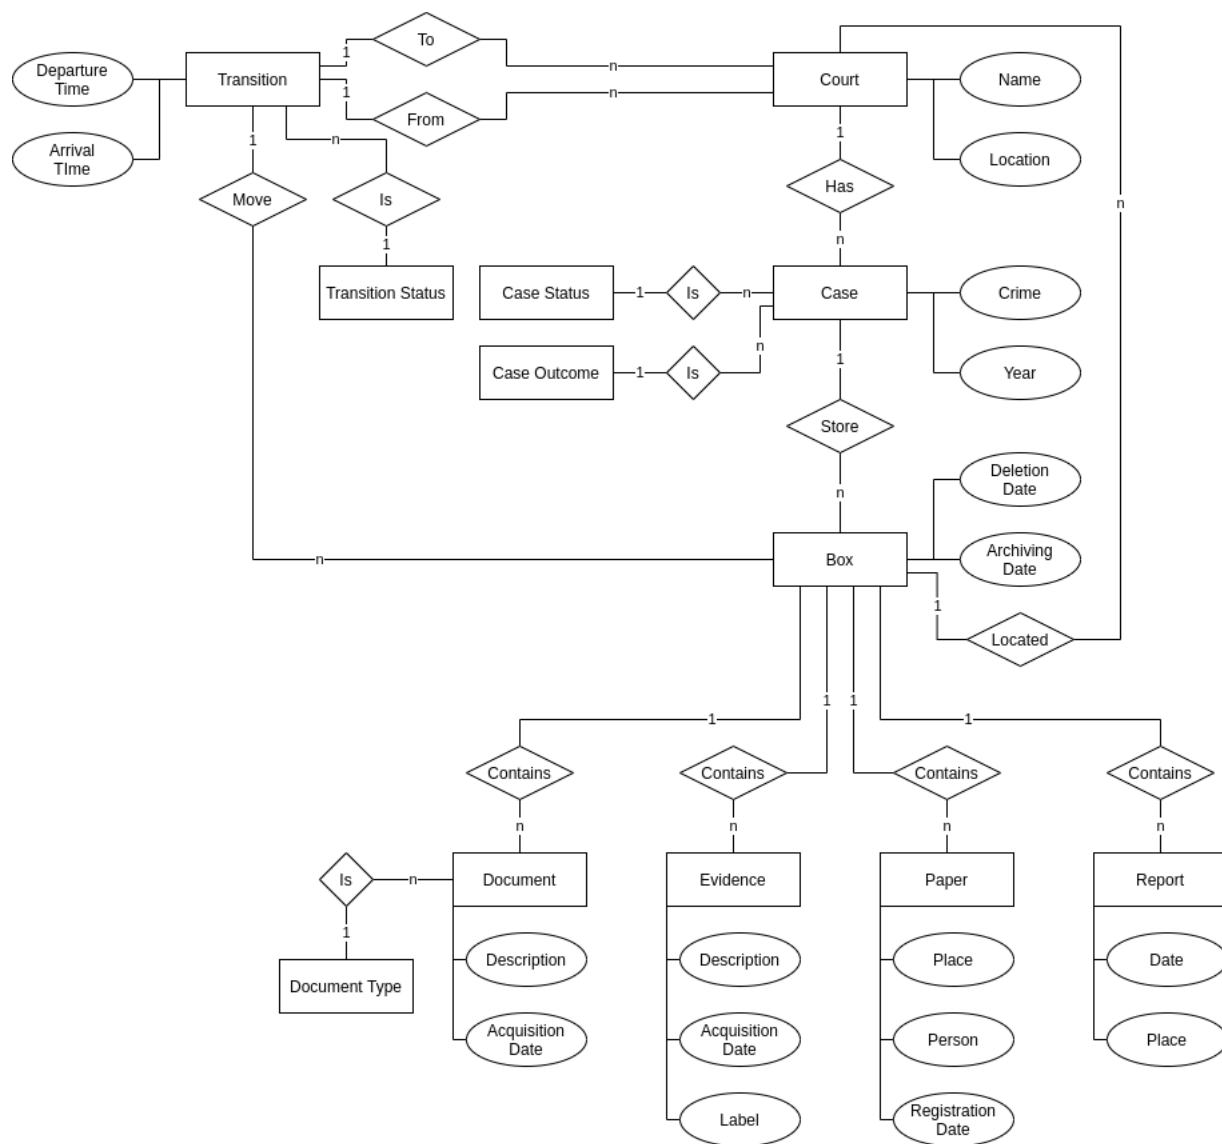 To
1
n
Departure
Time
Transition
Court
Name
1
n
From
Arrival
TIme
1
n
1
Location
Move
Is
Has
n
1
n
Transition Status
Case Status
1
Is
n
Case
Crime
n
Case Outcome
1
Is
1
Year
Store
Deletion
Date
n
n
Box
Archiving
Date
1
Located
1
1
1
1
Contains
Contains
Contains
Contains
n
n
n
n
Is
n
Document
Evidence
Paper
Report
1
Document Type
Description
Description
Place
Date
Acquisition
Date
Acquisition
Date
Person
Place
Label
Registration
Date